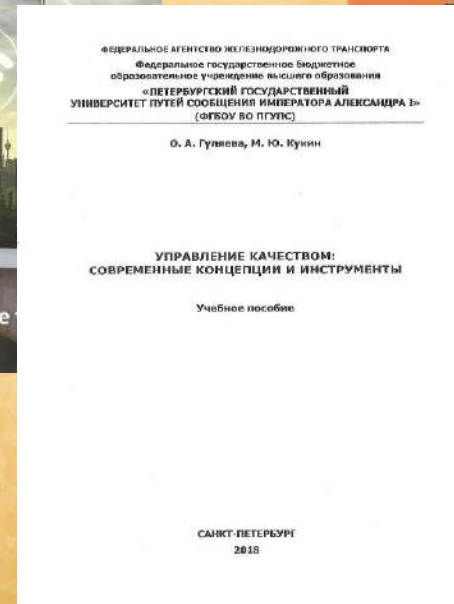 ФЕДЕРАЛЬНОЕ АГЕНТСТВО ЖЕЛЕЗНОДОРОЖНОГО ТРАНСПОРТА
Федеральное государственное бюджетное
образовательное учреждение высшего образования
«ПЕТЕРБУРГСКИЙ ГОСУДАРСТВЕННЫЙ
УНИВЕРСИТЕТ ПУТЕЙ СООБЩЕНИЯ ИМПЕРАТОРА АЛЕКСАНДРА I»
(ФГБОУ ВО ПГУПС)
О. А. Гуляева, М. Ю. Кукин
УПРАВЛЕНИЕ КАЧЕСТВОМ:
СОВРЕМЕННЫЕ КОНЦЕПЦИИ И ИНСТРУМЕНТЫ
Учебное пособие
САНКТ-ПЕТЕРБУРГ
2018